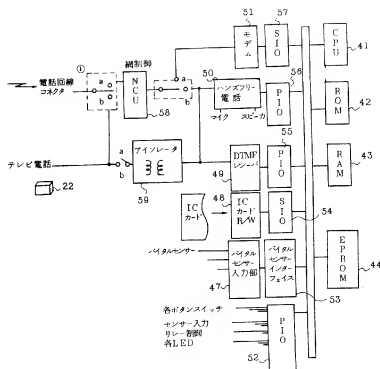 51
57
モデム
SIO
CPU
41
①
電話回線
コネクタ
a
b
網制御
NCU
58
a
b
50
ハンズフリー
電話
マイク
スピーカ
56
PIO
ROM
42
テレビ電話
a
b
アイソレータ
59
22
DTMF
レシーバ
49
55
PIO
RAM
43
ICカード
48
IC
カード
R/W
SIO
54
バイタルセンサー
バイタル
センサー
入力部
47
バイタル
センサー
インター
フェイス
53
EPROM
44
各ボタンスイッチ
センサー入力
リレー制御
各LED
PIO
52